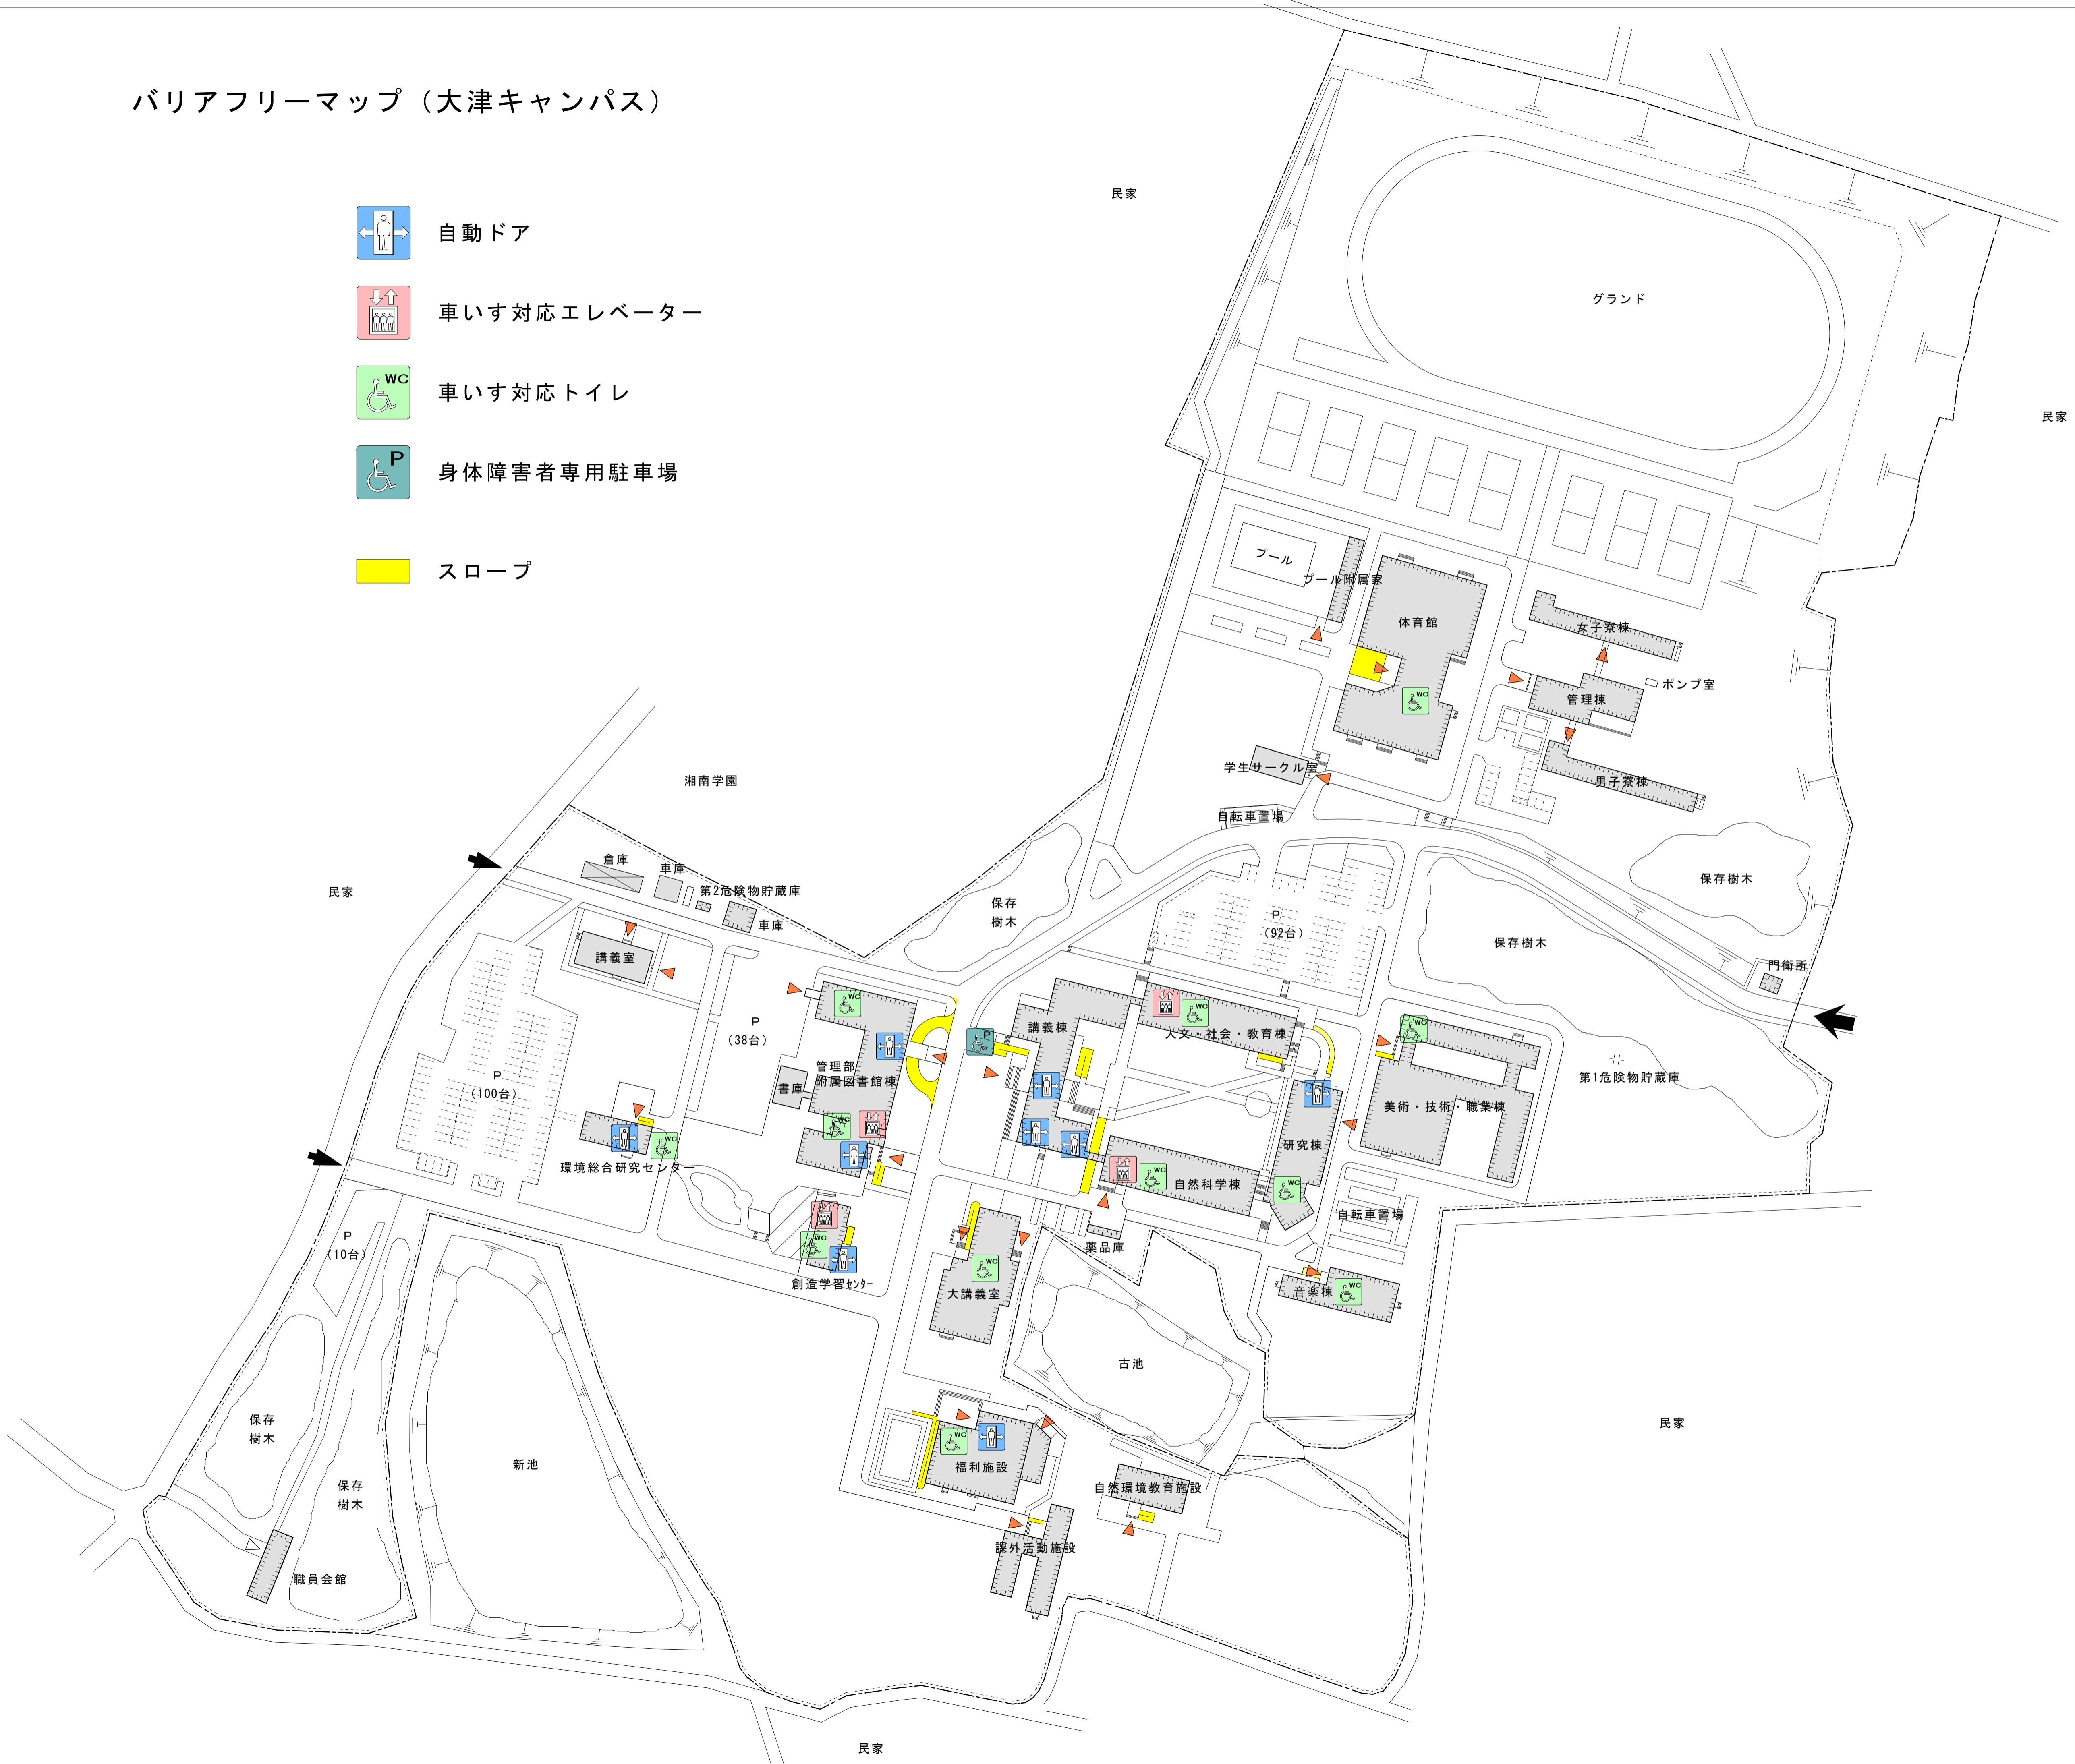 バリアフリーマップ（大津キャンパス）
自動ドア
車いす対応エレベーター
WC
車いす対応トイレ
P
身体障害者専用駐車場
スロープ
民家
グランド
民家
プール
プール附属家
体育館
女子寮棟
ポンプ室
管理棟
WC
男子寮棟
学生サークル室
自転車置場
湘南学園
倉庫
車庫
第2危険物貯蔵庫
車庫
民家
保存
樹木
保存樹木
P
（92台）
保存樹木
門衛所
講義室
WC
P
（38台）
講義棟
WC
人文・社会・教育棟
P
WC
管理部
附属図書館棟
書庫
第1危険物貯蔵庫
美術・技術・職業棟
P
（100台）
WC
WC
環境総合研究センター
研究棟
WC
自然科学棟
WC
自転車置場
P
（10台）
WC
創造学習ｾﾝﾀｰ
薬品庫
WC
大講義室
音楽棟
WC
古池
保存
樹木
新池
保存
樹木
WC
福利施設
民家
自然環境教育施設
課外活動施設
職員会館
民家